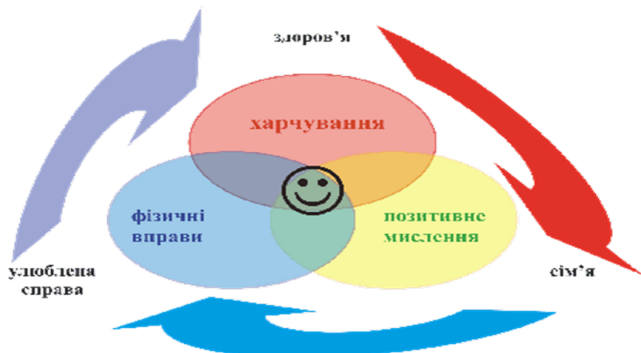 здоров’я
харчування
фізичні
вправи
позитивне
мислення
улюблена
справа
сім’я